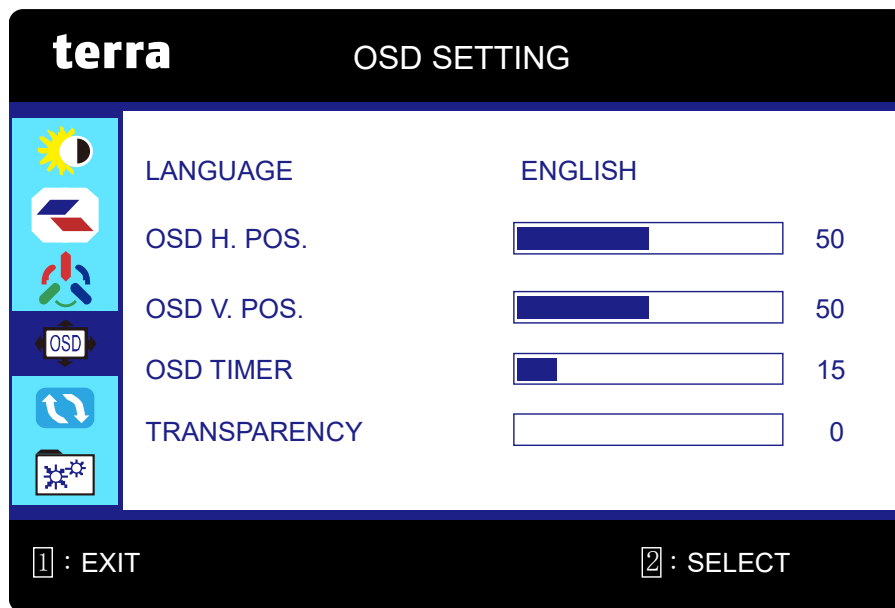 terra OSD SETTING
LANGUAGE ENGLISH
OSD H. POS. 50
OSD V. POS. 50
OSD
OSD TIMER 15
TRANSPARENCY 0
1 : EXIT 2 : SELECT